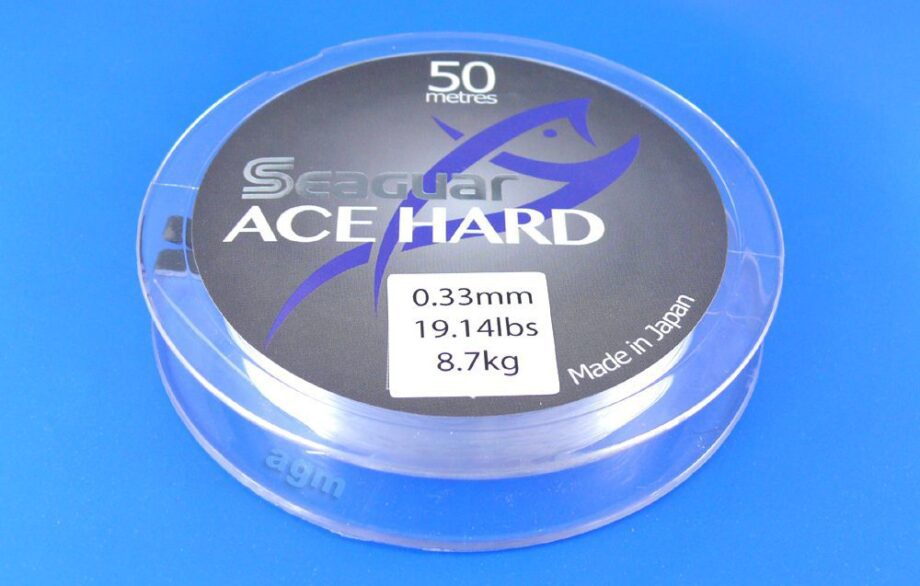 50
metres
Seaguar
ACE HARD
0.33mm
19.14lbs
8.7kg
Made in Japan
agm